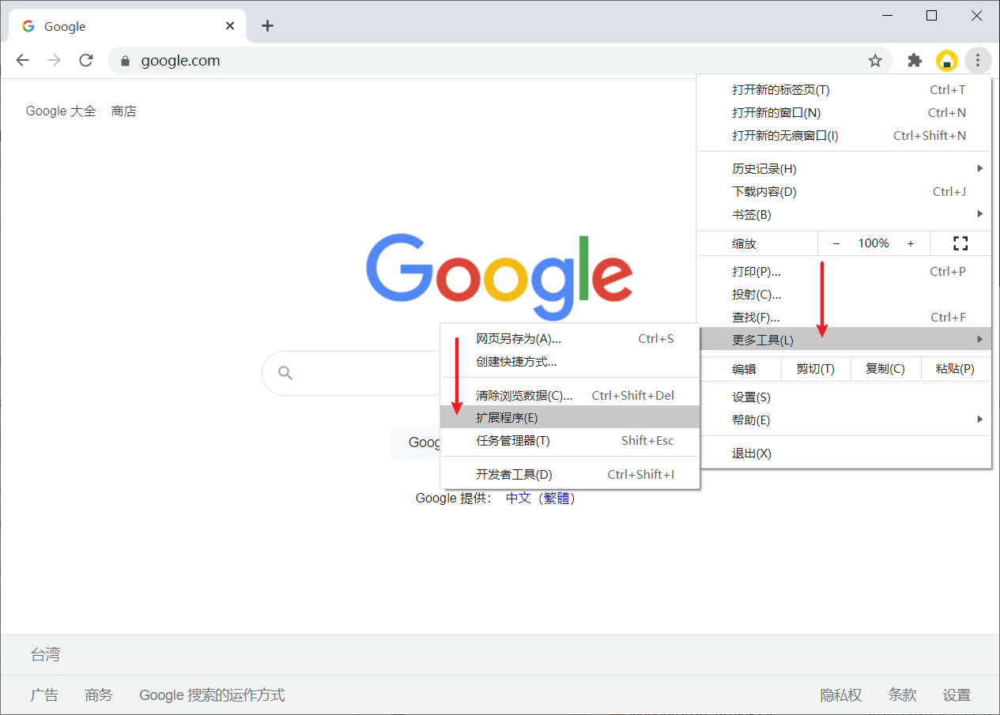 Google
google.com
Google 大全 商店
打开新的标签页(T) Ctrl+T
打开新的窗口(N) Ctrl+N
打开新的无痕窗口(I) Ctrl+Shift+N
历史记录(H)
下载内容(D) Ctrl+J
书签(B)
缩放 − 100% +
打印(P)... Ctrl+P
投射(C)...
查找(F)... Ctrl+F
更多工具(L)
编辑 剪切(T) 复制(C) 粘贴(P)
设置(S)
帮助(E)
退出(X)
Google
网页另存为(A)... Ctrl+S
创建快捷方式...
清除浏览数据(C)... Ctrl+Shift+Del
扩展程序(E)
任务管理器(T) Shift+Esc
开发者工具(D) Ctrl+Shift+I
Goog
Google 提供： 中文（繁體）
台湾
广告 商务 Google 搜索的运作方式 隐私权 条款 设置